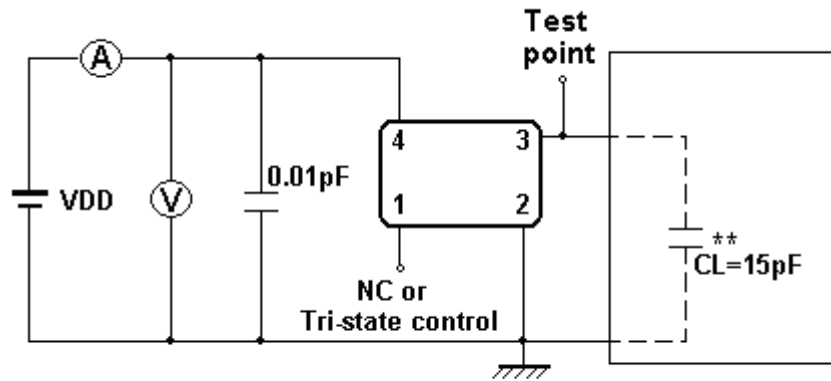 Test
point
A
4
3
0.01pF
VDD
V
1
2
**
CL=15pF
NC or
Tri-state control